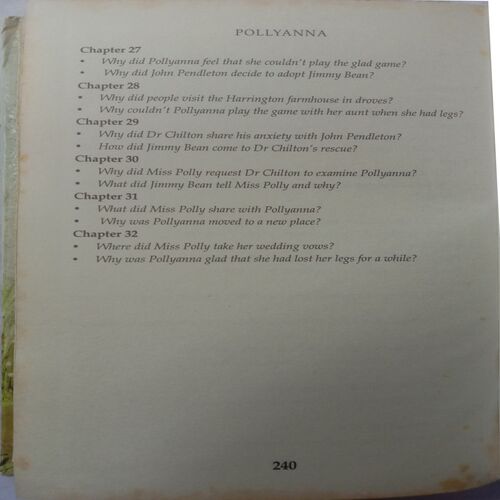 POLLYANNA
Chapter 27
• Why did Pollyanna feel that she couldn't play the glad game?
• Why did John Pendleton decide to adopt Jimmy Bean?
Chapter 28
• Why did people visit the Harrington farmhouse in droves?
• Why couldn't Pollyanna play the game with her aunt when she had legs?
Chapter 29
• Why did Dr Chilton share his anxiety with John Pendleton?
• How did Jimmy Bean come to Dr Chilton's rescue?
Chapter 30
• Why did Miss Polly request Dr Chilton to examine Pollyanna?
• What did Jimmy Bean tell Miss Polly and why?
Chapter 31
• What did Miss Polly share with Pollyanna?
• Why was Pollyanna moved to a new place?
Chapter 32
• Where did Miss Polly take her wedding vows?
• Why was Pollyanna glad that she had lost her legs for a while?
240